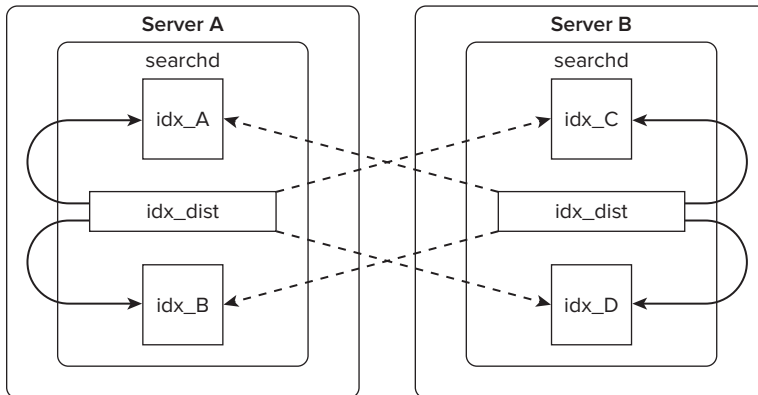 Server A
searchd
idx_A
idx_dist
idx_B
Server B
searchd
idx_C
idx_dist
idx_D